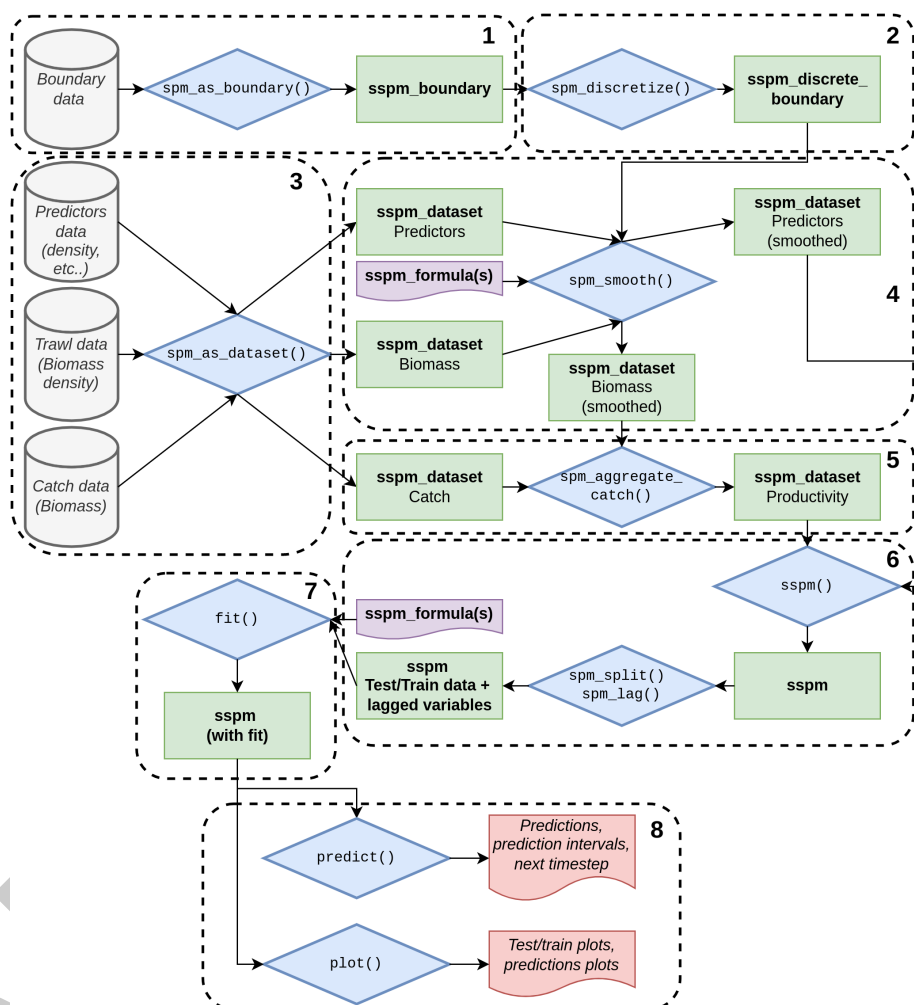 1
Boundary
data
spm_as_boundary()
sspm_boundary
2
spm_discretize()
sspm_discrete_
boundary
3
Predictors
data
(density,
etc..)
Trawl data
(Biomass
density)
Catch data
(Biomass)
spm_as_dataset()
4
sspm_dataset
Predictors
sspm_formula(s)
sspm_dataset
Biomass
spm_smooth()
sspm_dataset
Predictors
(smoothed)
sspm_dataset
Biomass
(smoothed)
5
sspm_dataset
Catch
spm_aggregate_
catch()
sspm_dataset
Productivity
6
sspm()
sspm
spm_split()
spm_lag()
sspm
Test/Train data +
lagged variables
sspm_formula(s)
7
fit()
sspm
(with fit)
8
predict()
Predictions,
prediction intervals,
next timestep
plot()
Test/train plots,
predictions plots